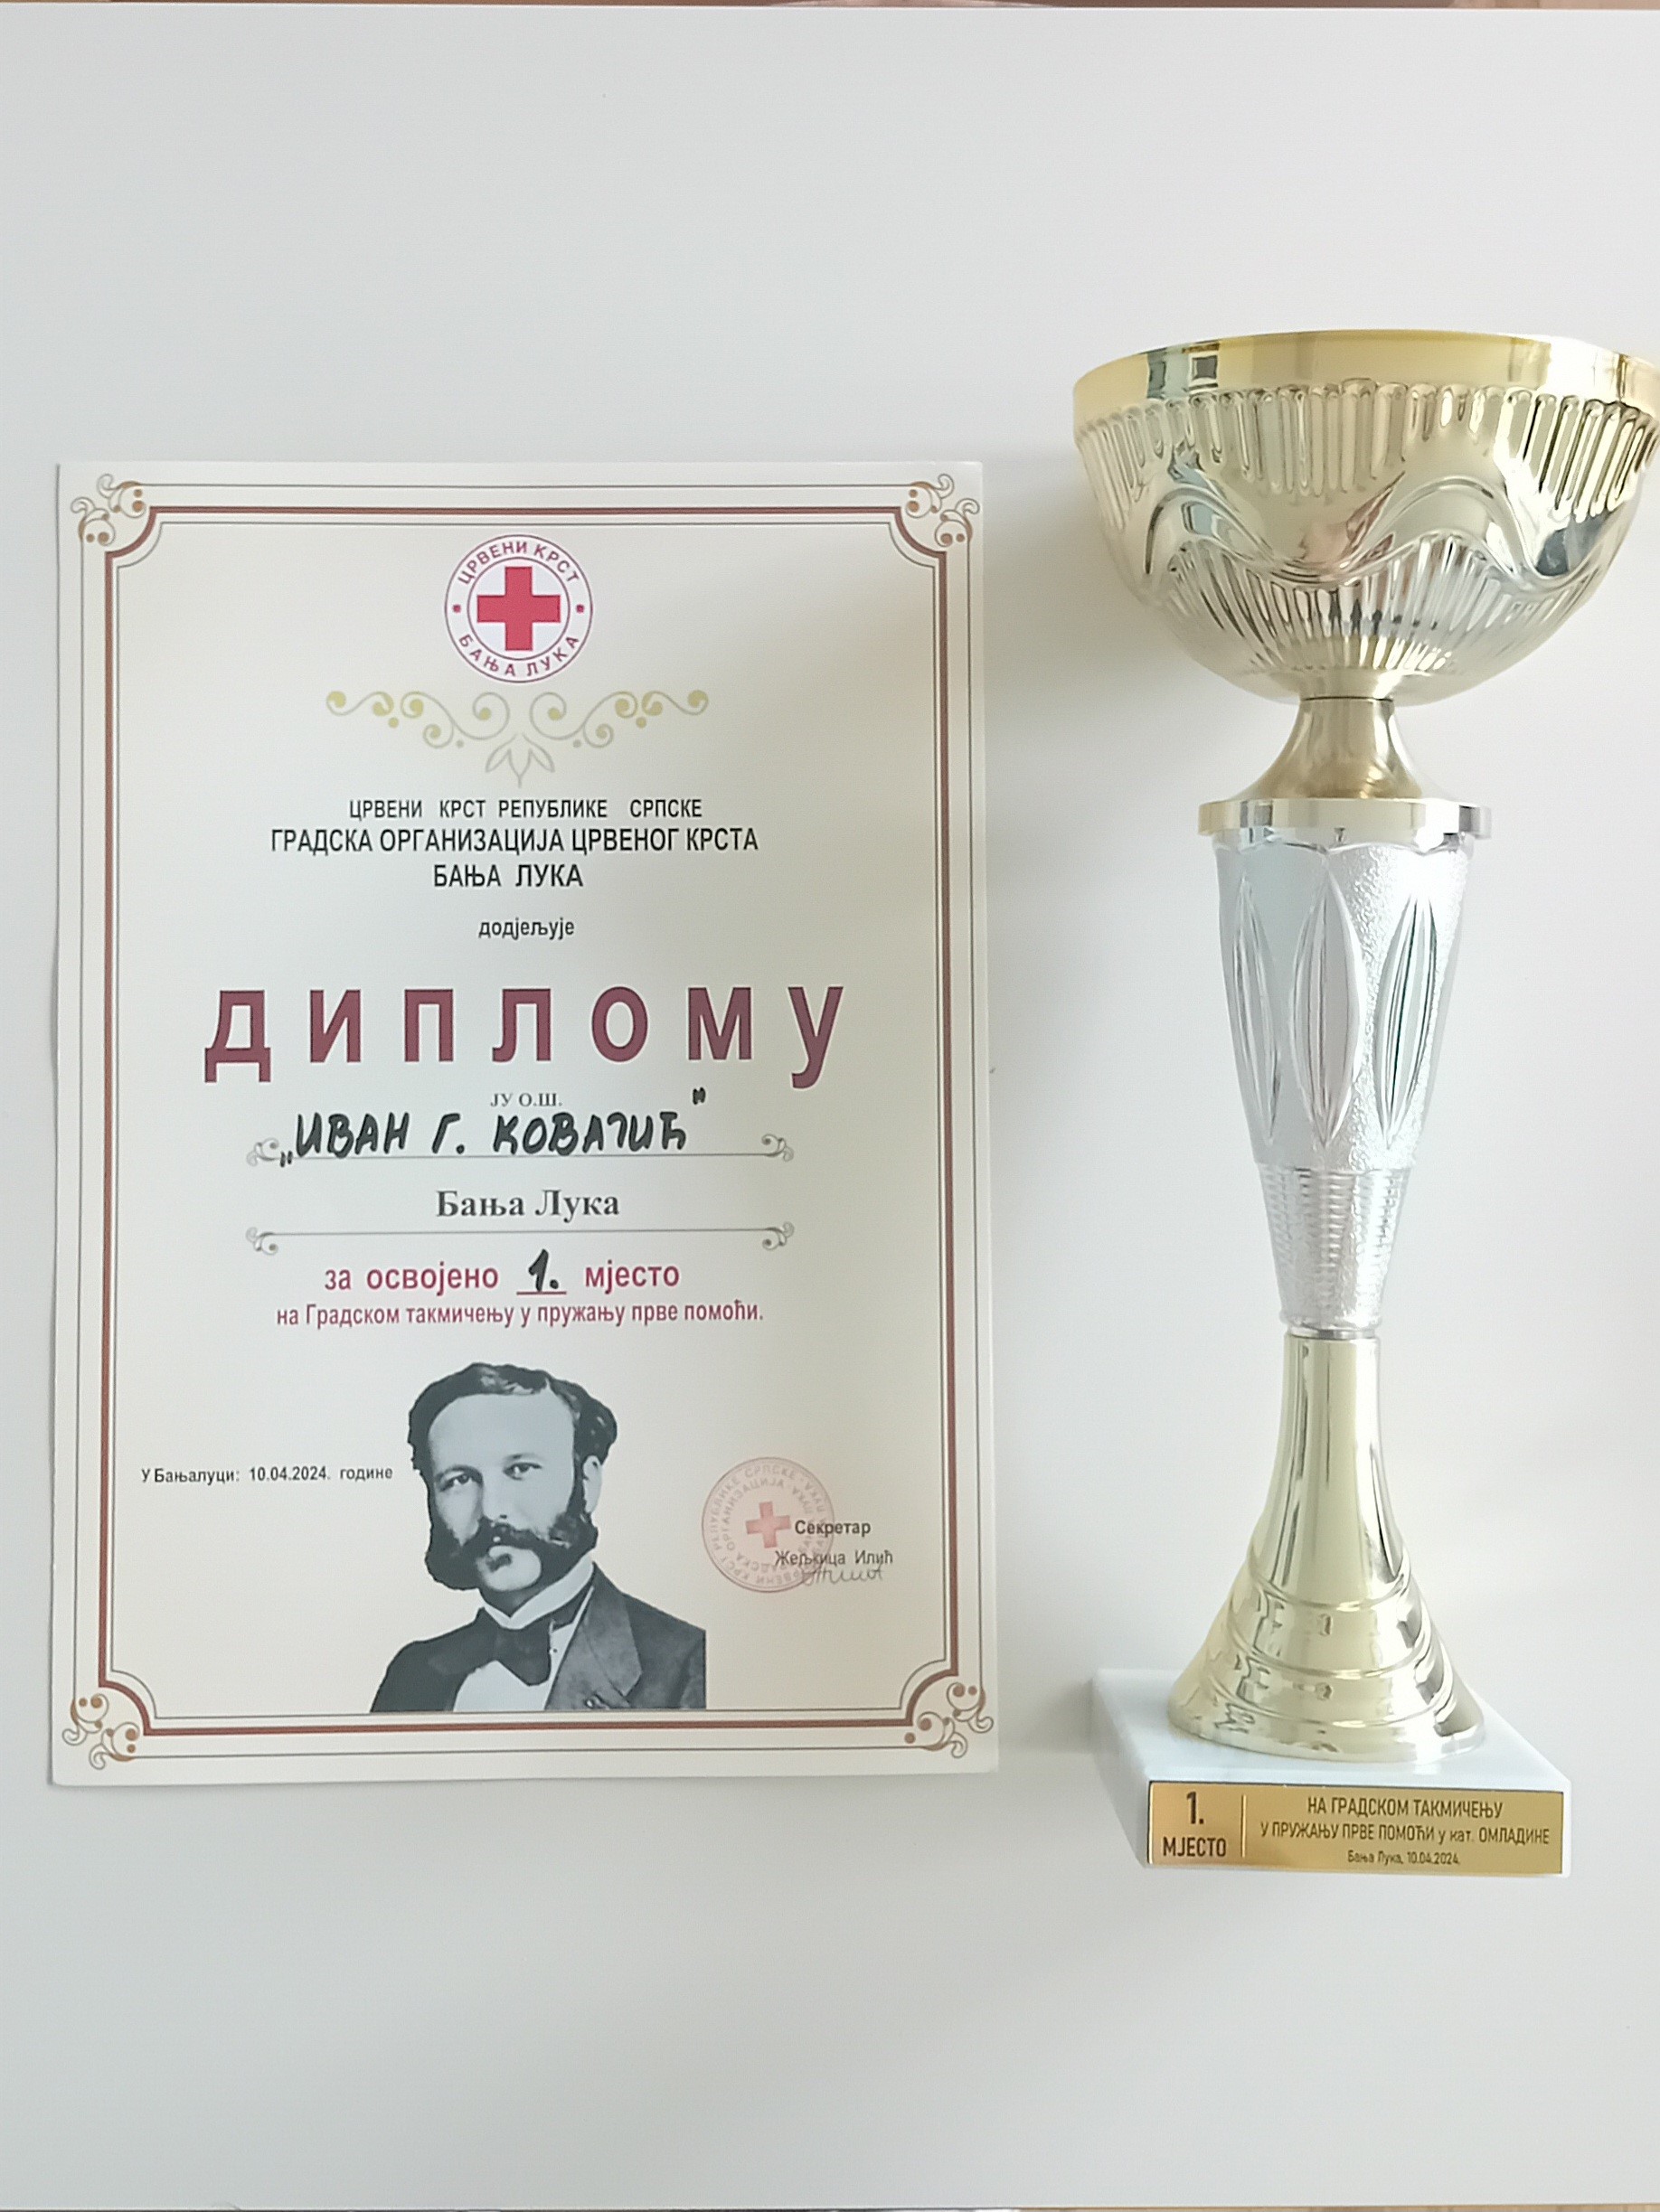 ЦРВЕНИ КРСТ
БАЊА ЛУКА
ЦРВЕНИ КРСТ РЕПУБЛИКЕ СРПСКЕ
ГРАДСКА ОРГАНИЗАЦИЈА ЦРВЕНОГ КРСТА
БАЊА ЛУКА
додјељује
ДИПЛОМУ
ЈУ О.Ш.
„ИВАН Г. КОВАЧИЋ"
Бања Лука
за освојено 1. мјесто
на Градском такмичењу у пружању прве помоћи.
У Бањалуци: 10.04.2024. године
Секретар
Жељкица Илић
1.
МЈЕСТО
НА ГРАДСКОМ ТАКМИЧЕЊУ
У ПРУЖАЊУ ПРВЕ ПОМОЋИ у кат. ОМЛАДИНЕ
Бања Лука, 10.04.2024.